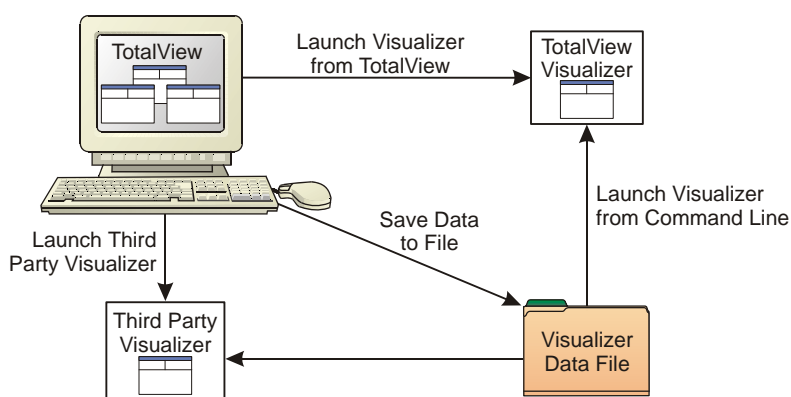 TotalView
Launch Visualizer
from TotalView
TotalView
Visualizer
Launch Visualizer
from Command Line
Save Data
to File
Launch Third
Party Visualizer
Third Party
Visualizer
Visualizer
Data File